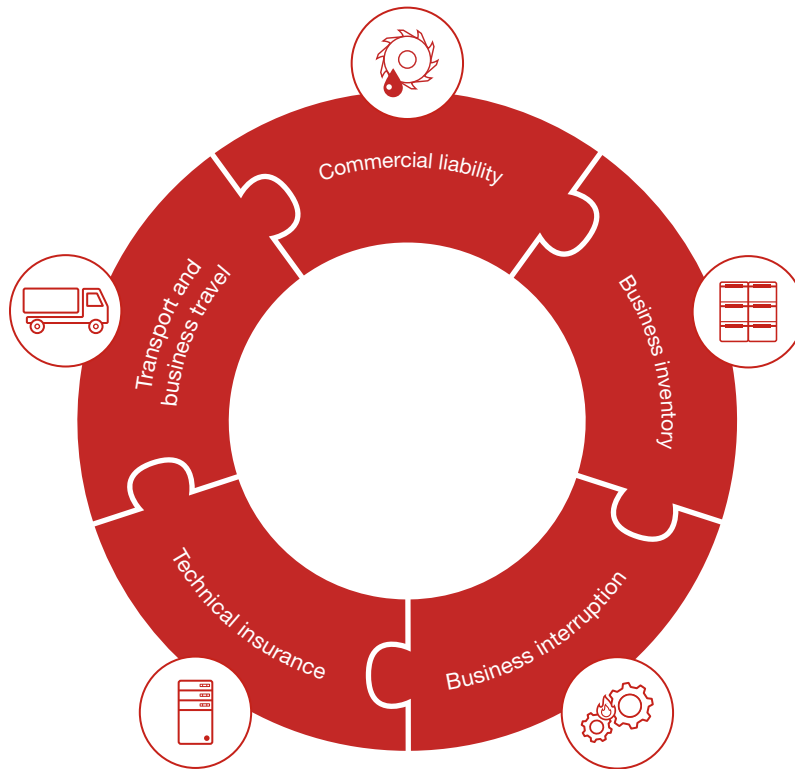 Commercial liability
Business inventory
Business interruption
Technical insurance
Transport and
business travel